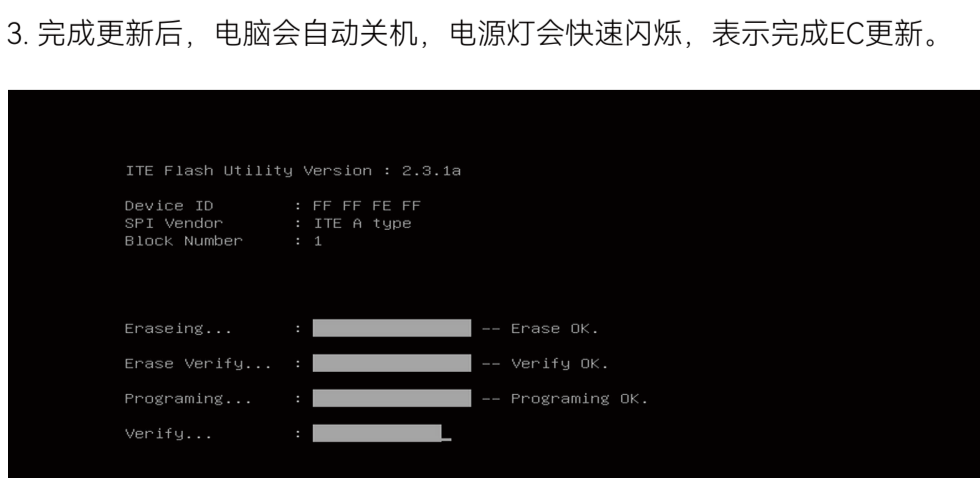 3. 完成更新后，电脑会自动关机，电源灯会快速闪烁，表示完成EC更新。
ITE Flash Utility Version : 2.3.1a
Device ID : FF FF FE FF
SPI Vendor : ITE A type
Block Number : 1
Eraseing... : -- Erase OK.
Erase Verify... : -- Verify OK.
Programing... : -- Programing OK.
Verify... :